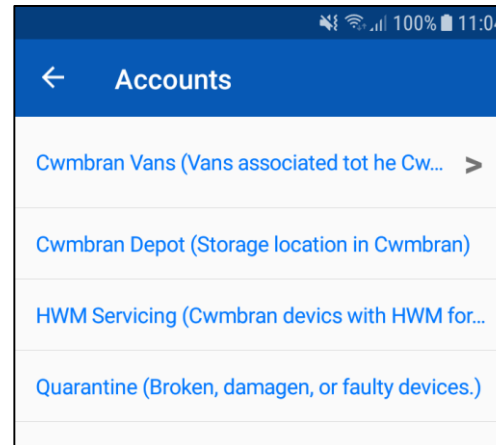 100% 11:04
Accounts
Cwmbran Vans (Vans associated tot he Cw... >
Cwmbran Depot (Storage location in Cwmbran)
HWM Servicing (Cwmbran devics with HWM for...
Quarantine (Broken, damagen, or faulty devices.)